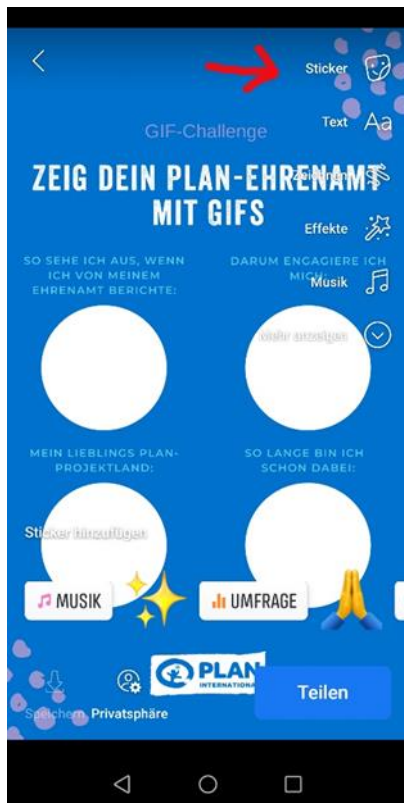 Sticker
GIF-Challenge
Text
Aa
ZEIG DEIN PLAN-EHRENAMT
MIT GIFS
Zeichnen
Effekte
SO SEHE ICH AUS, WENN
ICH VON MEINEM
EHRENAMT BERICHTE:
DARUM ENGAGIERE ICH
MICH:
Musik
Mehr anzeigen
MEIN LIEBLINGS PLAN-
PROJEKTLAND:
SO LANGE BIN ICH
SCHON DABEI:
Sticker hinzufügen
MUSIK
UMFRAGE
PLAN
INTERNATIONAL
Teilen
Speichern
Privatsphäre